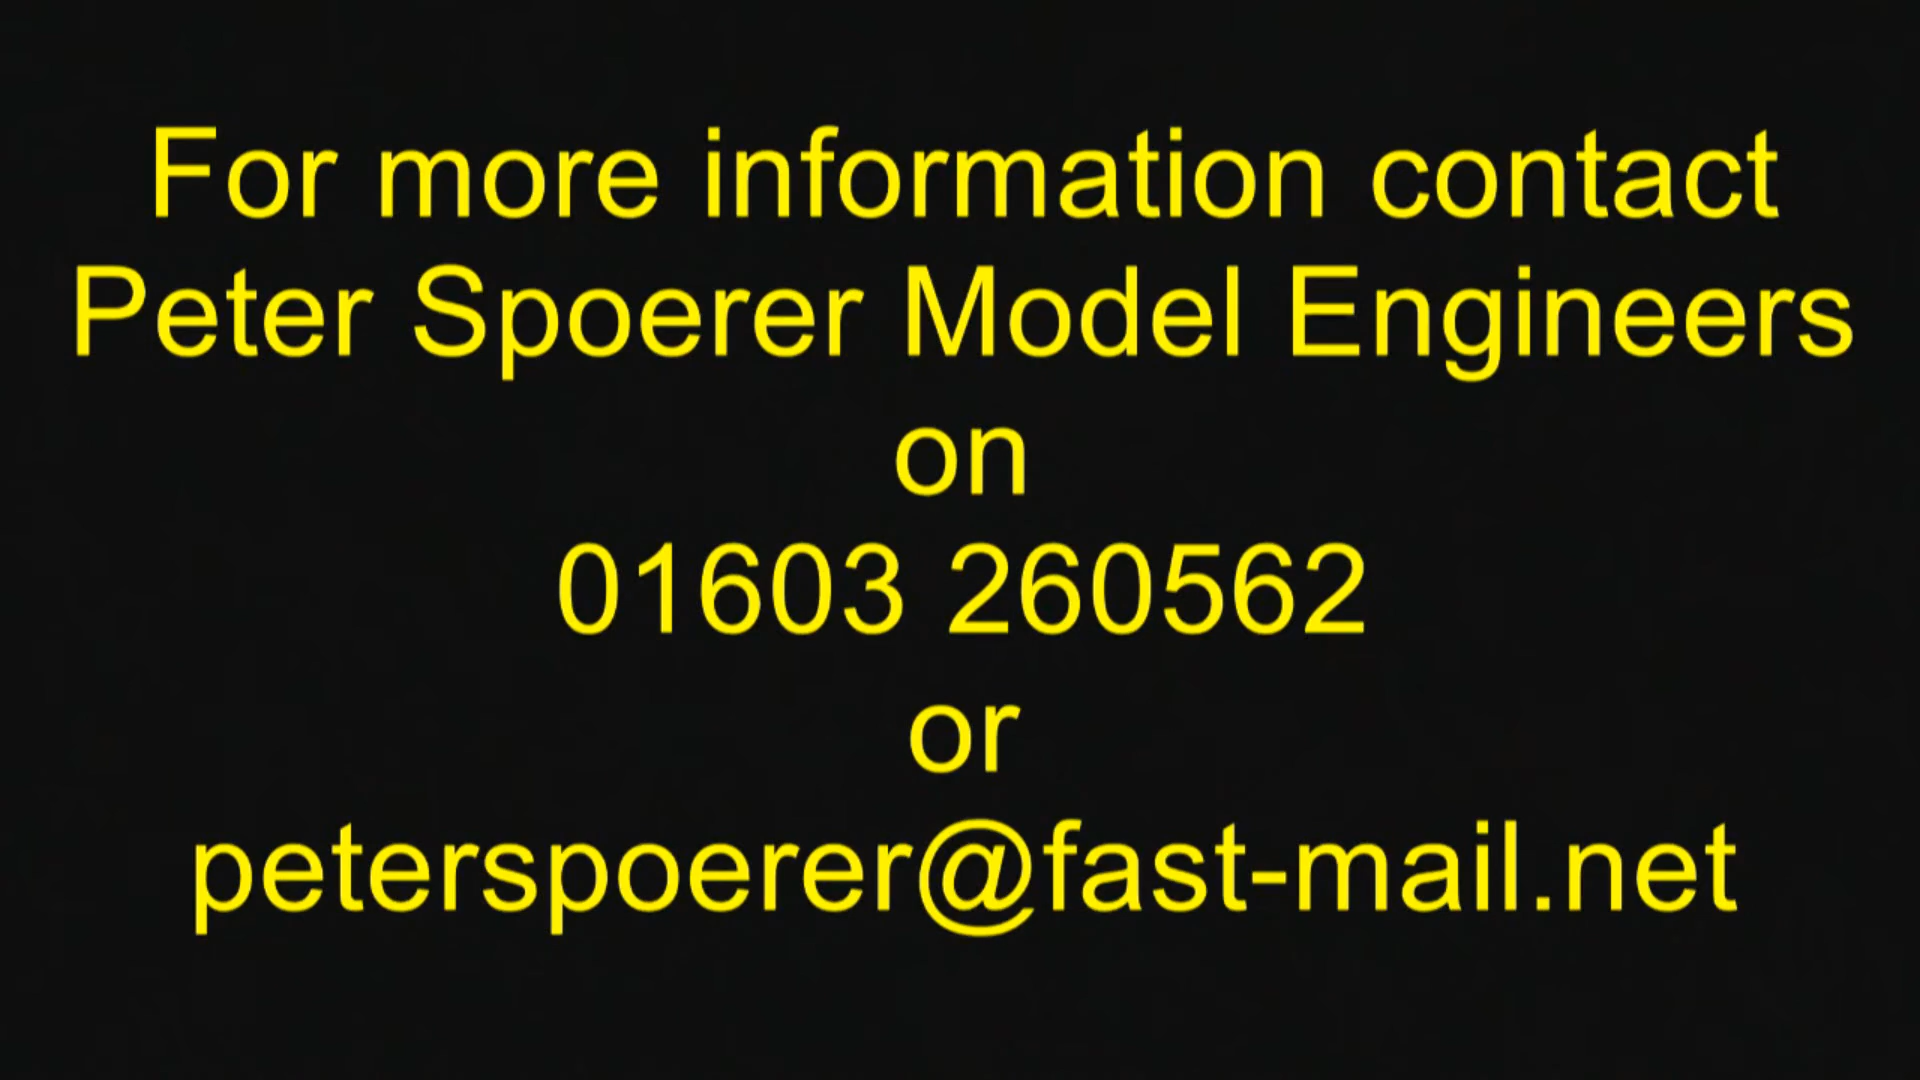 For more information contact
Peter Spoerer Model Engineers
on
01603 260562
or
peterspoerer@fast-mail.net